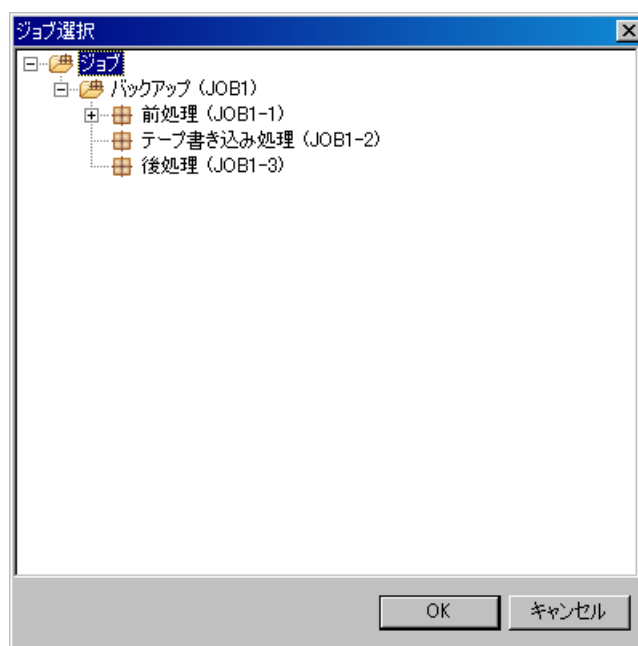 ジョブ選択
ジョブ
バックアップ (JOB1)
前処理 (JOB1-1)
テープ書き込み処理 (JOB1-2)
後処理 (JOB1-3)
OK キャンセル